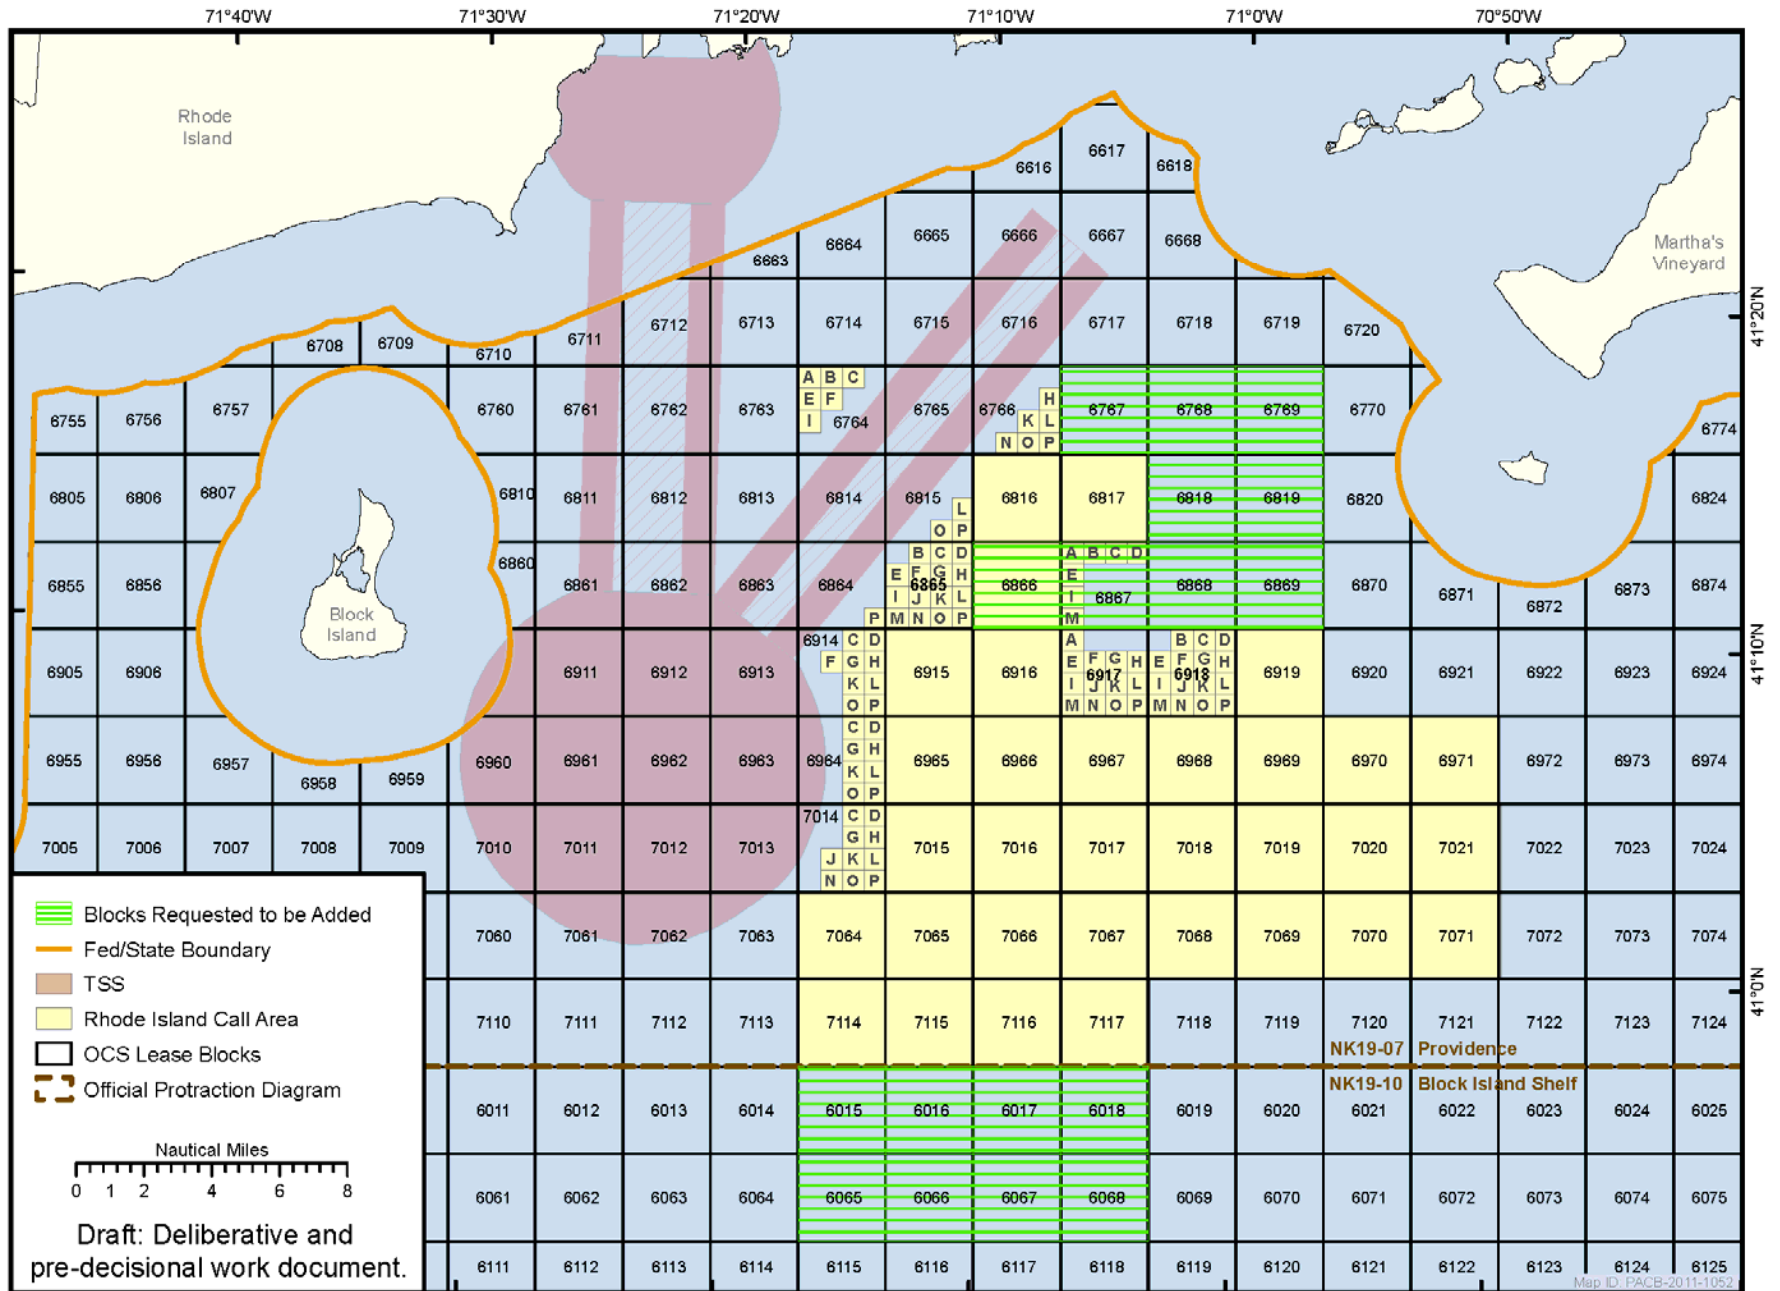 71°40'W 71°30'W 71°20'W 71°10'W 71°0'W 70°50'W
Rhode
Island
Martha's
Vineyard
6616 6617 6618
6663 6664 6665 6666 6667 6668
41°20'N
6708 6709 6710 6711 6712 6713 6714 6715 6716 6717 6718 6719 6720
A B C
E F H
I K L
N O P
6755 6756 6757 6760 6761 6762 6763 6764 6765 6766 6767 6768 6769 6770 6774
6805 6806 6807 6810 6811 6812 6813 6814 6815 6816 6817 6818 6819 6820 6824
L
O P
B C D A B C D
E F G H E
I J K L I
P M N O P M
6855 6856 6860 6861 6862 6863 6864 6865 6866 6867 6868 6869 6870 6871 6872 6873 6874
Block
Island
41°10'N
C D A B C D
F G H E F G H E F G H
K L I J K L I J K L
O P M N O P M N O P
6905 6906 6911 6912 6913 6914 6915 6916 6917 6918 6919 6920 6921 6922 6923 6924
C D
G H
K L
O P
6955 6956 6957 6958 6959 6960 6961 6962 6963 6964 6965 6966 6967 6968 6969 6970 6971 6972 6973 6974
C D
G H
J K L
N O P
7005 7006 7007 7008 7009 7010 7011 7012 7013 7014 7015 7016 7017 7018 7019 7020 7021 7022 7023 7024
7060 7061 7062 7063 7064 7065 7066 7067 7068 7069 7070 7071 7072 7073 7074
41°0'N
7110 7111 7112 7113 7114 7115 7116 7117 7118 7119 7120 7121 7122 7123 7124
NK19-07 Providence
NK19-10 Block Island Shelf
6011 6012 6013 6014 6015 6016 6017 6018 6019 6020 6021 6022 6023 6024 6025
6061 6062 6063 6064 6065 6066 6067 6068 6069 6070 6071 6072 6073 6074 6075
6111 6112 6113 6114 6115 6116 6117 6118 6119 6120 6121 6122 6123 6124 6125
Blocks Requested to be Added
Fed/State Boundary
TSS
Rhode Island Call Area
OCS Lease Blocks
Official Protraction Diagram
Nautical Miles
0 1 2 4 6 8
Draft: Deliberative and
pre-decisional work document.
Map ID: PACB-2011-1052